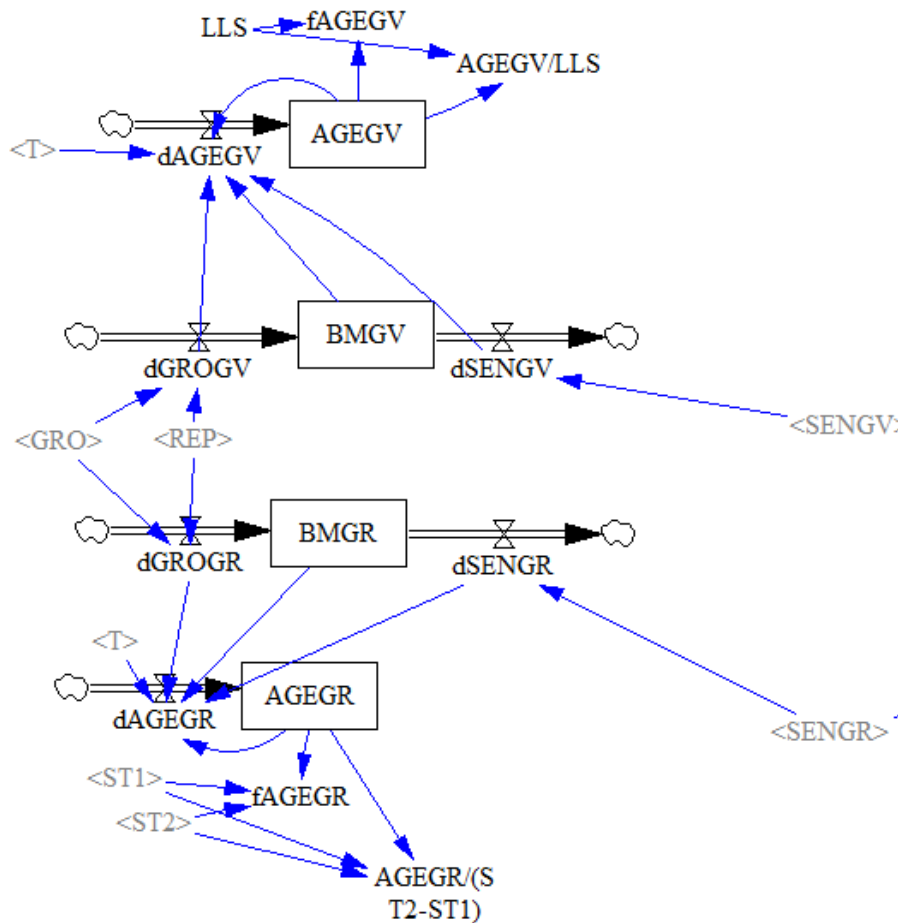 LLS
fAGEGV
AGEGV/LLS
AGEGV
<T>
dAGEGV
BMGV
dGROGV
dSENGV
<GRO>
<REP>
<SENGV>
BMGR
dGROGR
dSENGR
<T>
AGEGR
dAGEGR
<SENGR>
<ST1>
fAGEGR
<ST2>
AGEGR/(S
T2-ST1)